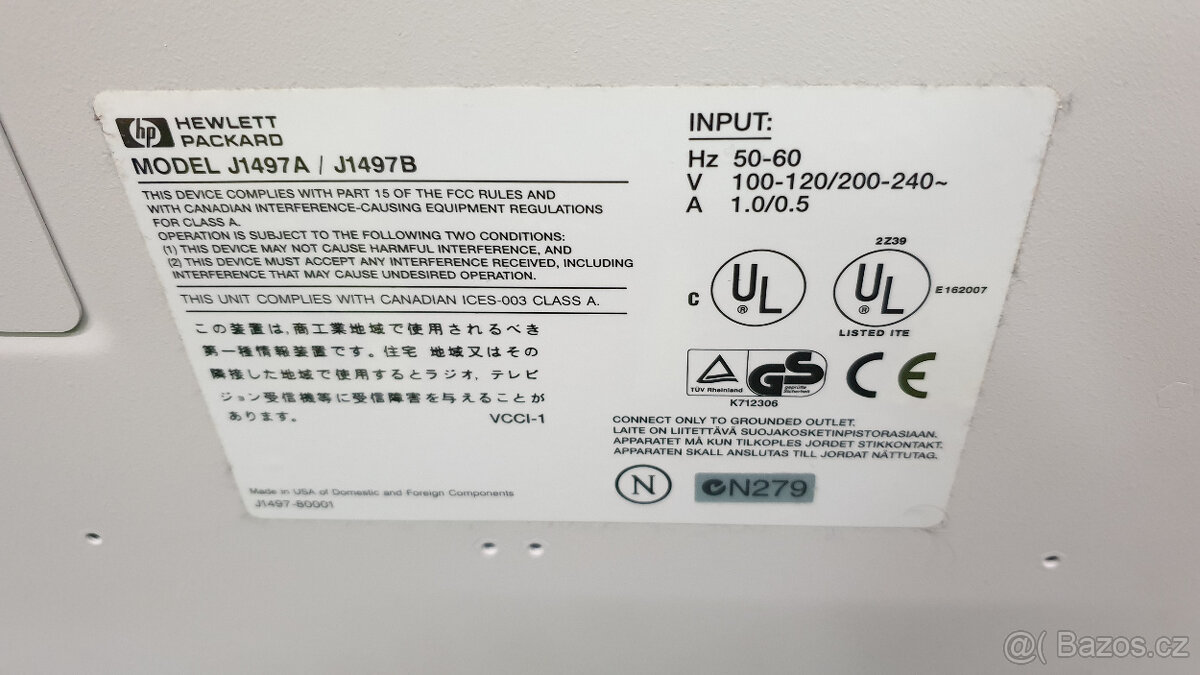 hp HEWLETT
PACKARD
MODEL J1497A / J1497B
THIS DEVICE COMPLIES WITH PART 15 OF THE FCC RULES AND
WITH CANADIAN INTERFERENCE-CAUSING EQUIPMENT REGULATIONS
FOR CLASS A.
OPERATION IS SUBJECT TO THE FOLLOWING TWO CONDITIONS:
(1) THIS DEVICE MAY NOT CAUSE HARMFUL INTERFERENCE, AND
(2) THIS DEVICE MUST ACCEPT ANY INTERFERENCE RECEIVED, INCLUDING
INTERFERENCE THAT MAY CAUSE UNDESIRED OPERATION.
THIS UNIT COMPLIES WITH CANADIAN ICES-003 CLASS A.
この装置は、商工業地域で使用されるべき
第一種情報装置です。住宅 地域又はその
隣接した地域で使用するとラジオ, テレビ
ジョン受信機等に受信障害を与えることが
あります。 VCCI-1
Made in USA of Domestic and Foreign Components
J1497-80001
INPUT:
Hz 50-60
V 100-120/200-240~
A 1.0/0.5
2Z39
C UL ® UL ® E162007
LISTED ITE
TÜV Rheinland GS geprüfte Sicherheit CE
K712306
CONNECT ONLY TO GROUNDED OUTLET.
LAITE ON LIITETTÄVÄ SUOJAKOSKETINPISTORASIAAN.
APPARATET MÅ KUN TILKOPLES JORDET STIKKONTAKT.
APPARATEN SKALL ANSLUTAS TILL JORDAT NÄTTUTAG.
N N279
@( Bazos.cz